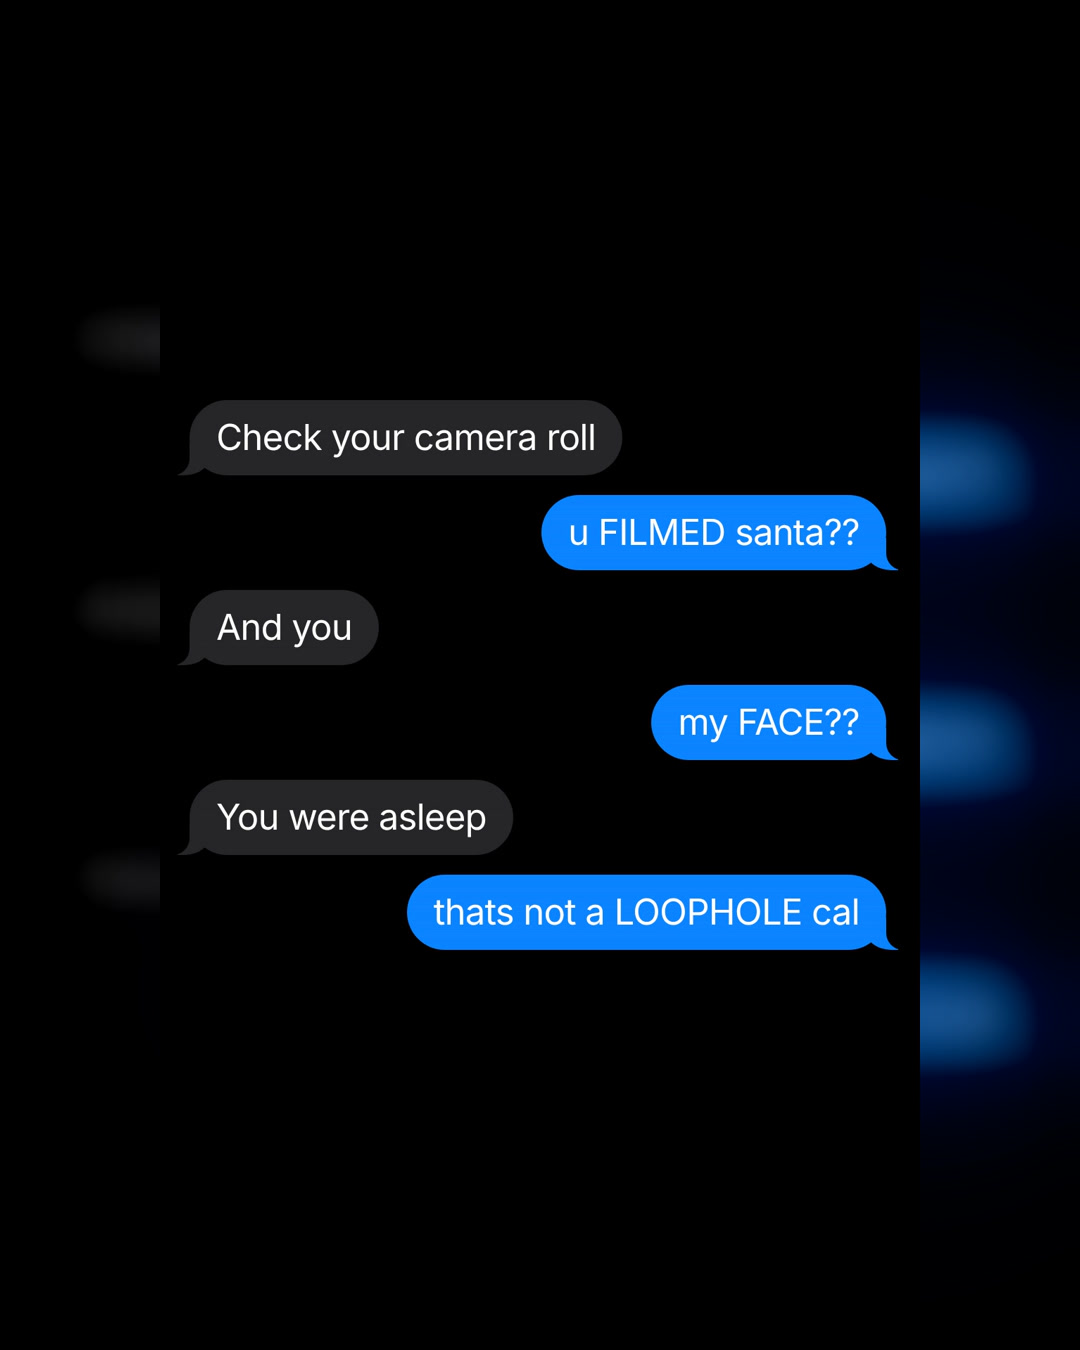 Check your camera roll
u FILMED santa??
And you
my FACE??
You were asleep
thats not a LOOPHOLE cal